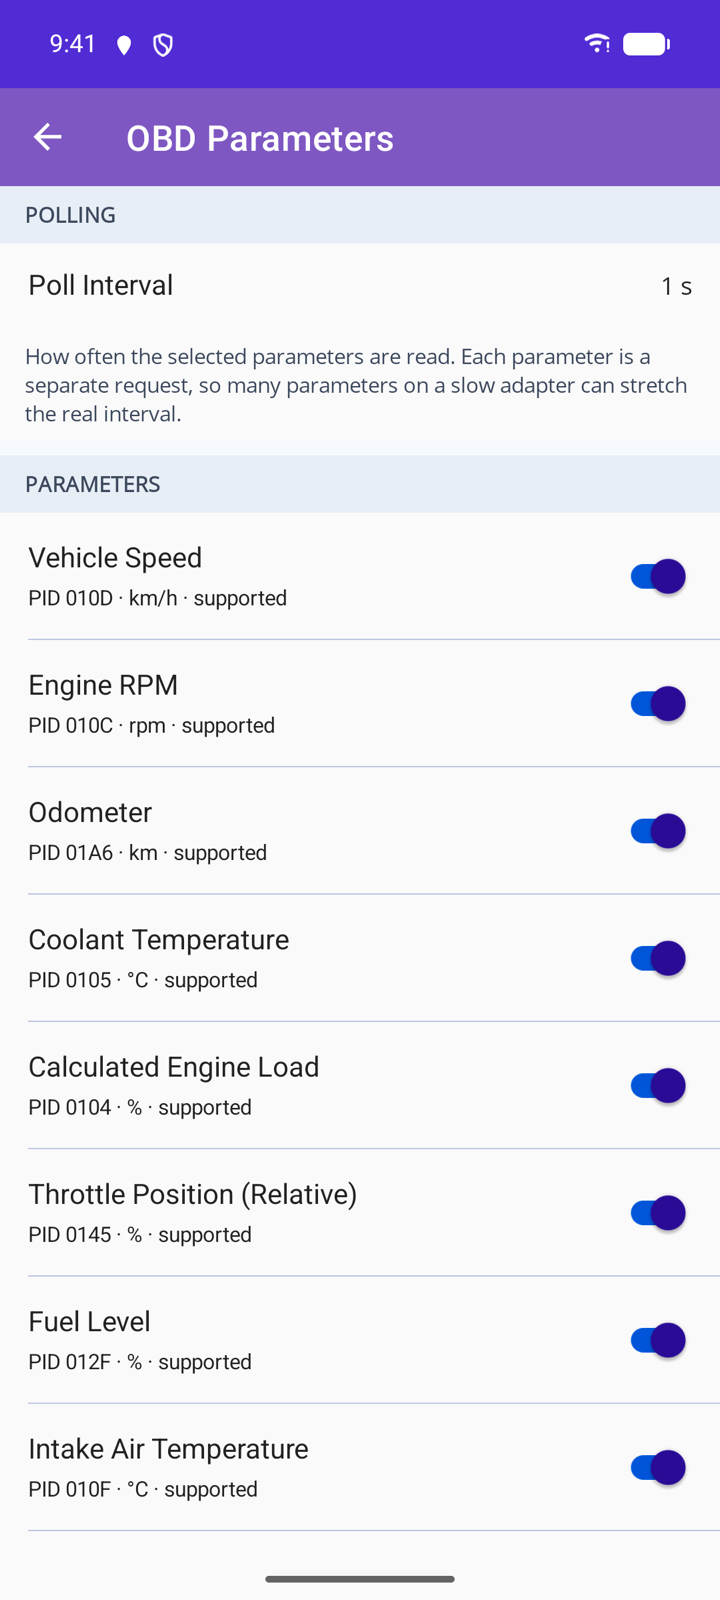 9:41
OBD Parameters
POLLING
Poll Interval
1 s
How often the selected parameters are read. Each parameter is a
separate request, so many parameters on a slow adapter can stretch
the real interval.
PARAMETERS
Vehicle Speed
PID 010D · km/h · supported
Engine RPM
PID 010C · rpm · supported
Odometer
PID 01A6 · km · supported
Coolant Temperature
PID 0105 · °C · supported
Calculated Engine Load
PID 0104 · % · supported
Throttle Position (Relative)
PID 0145 · % · supported
Fuel Level
PID 012F · % · supported
Intake Air Temperature
PID 010F · °C · supported